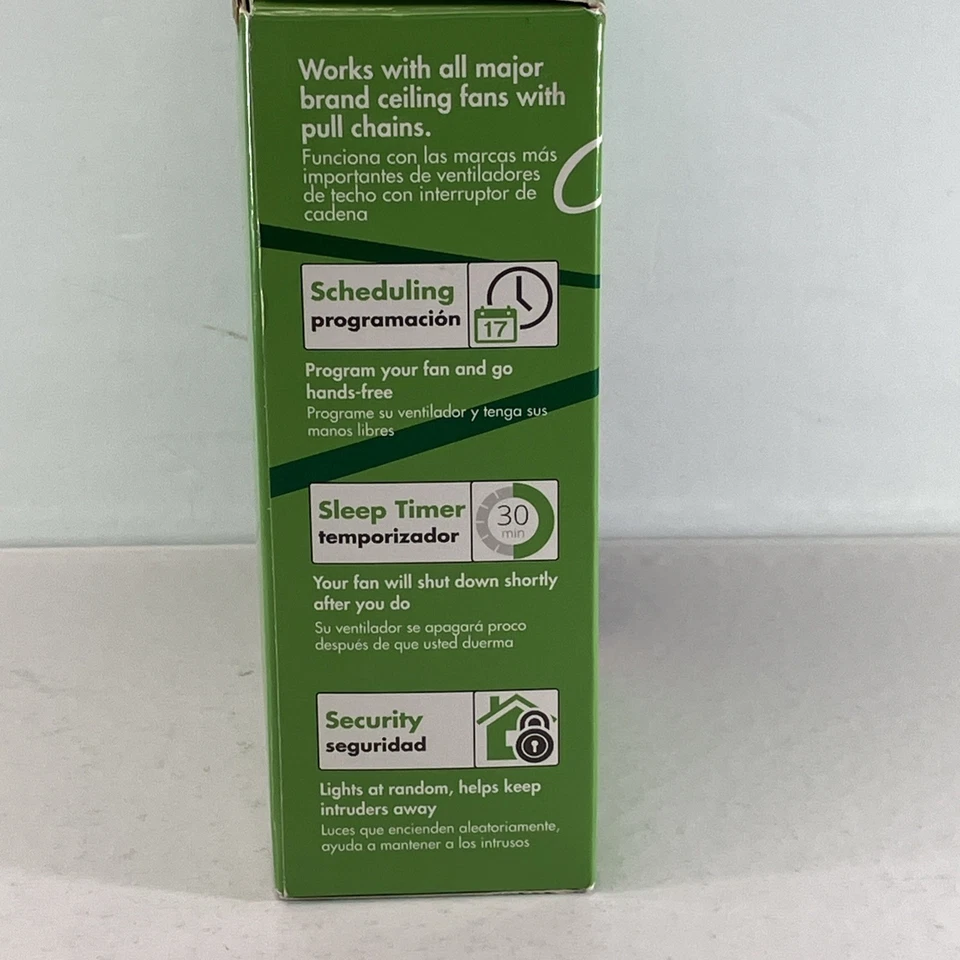 Works with all major
brand ceiling fans with
pull chains.
Funciona con las marcas más
importantes de ventiladores
de techo con interruptor de
cadena
Scheduling
programación
17
Program your fan and go
hands-free
Programe su ventilador y tenga sus
manos libres
Sleep Timer
temporizador
30
min
Your fan will shut down shortly
after you do
Su ventilador se apagará proco
después de que usted duerma
Security
seguridad
Lights at random, helps keep
intruders away
Luces que encienden aleatoriamente,
ayuda a mantener a los intrusos